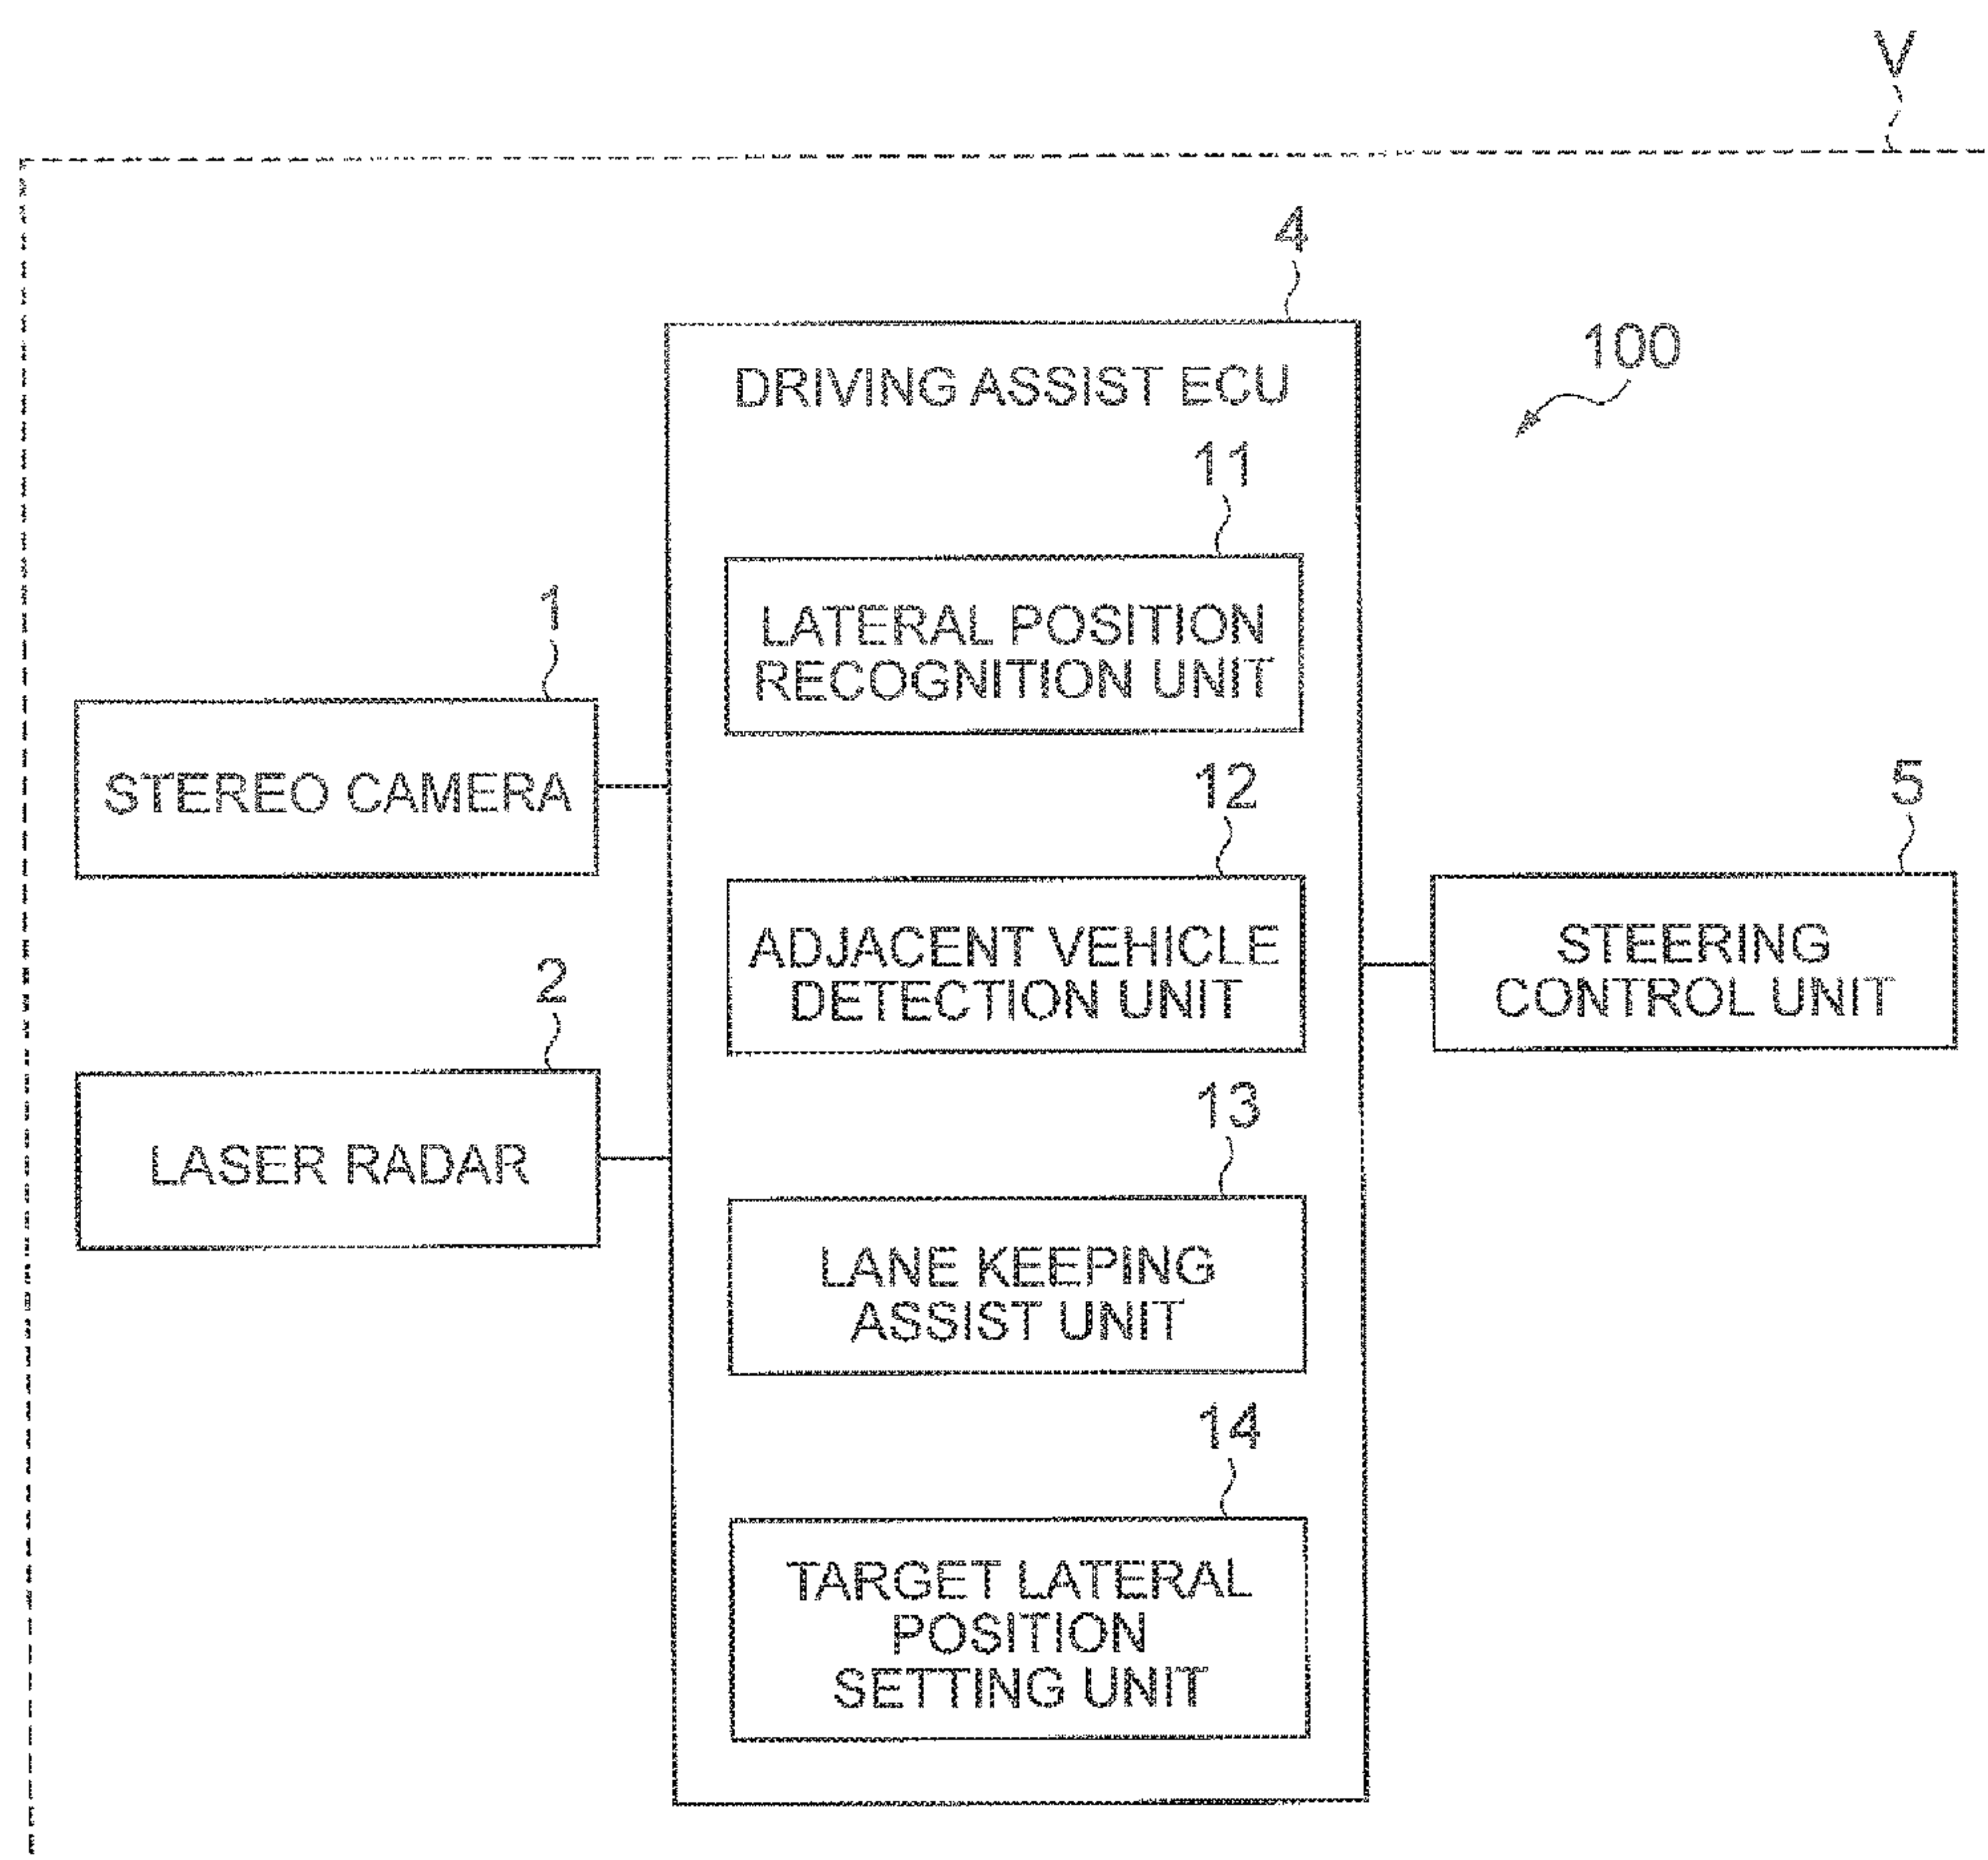 V
4
100
DRIVING ASSIST ECU
11
LATERAL POSITION
RECOGNITION UNIT
1
STEREO CAMERA
12
ADJACENT VEHICLE
DETECTION UNIT
5
STEERING
CONTROL UNIT
2
LASER RADAR
13
LANE KEEPING
ASSIST UNIT
14
TARGET LATERAL
POSITION
SETTING UNIT